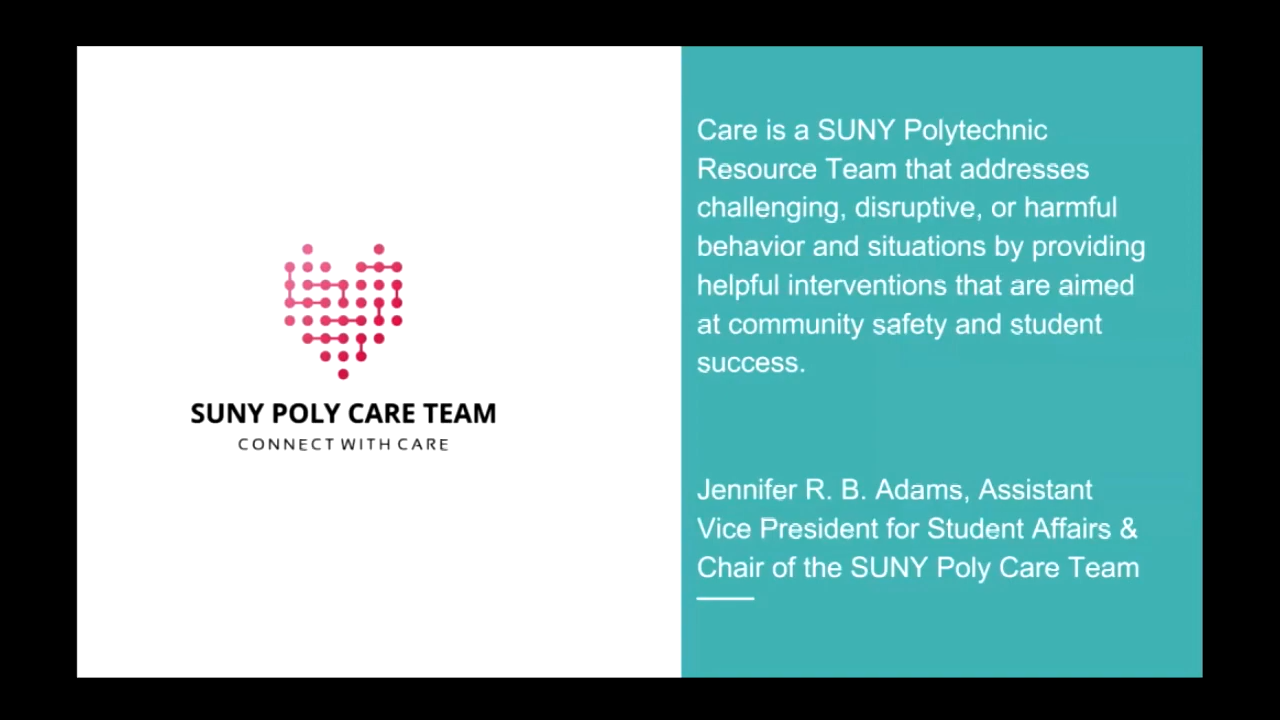 SUNY POLY CARE TEAM
CONNECT WITH CARE
Care is a SUNY Polytechnic
Resource Team that addresses
challenging, disruptive, or harmful
behavior and situations by providing
helpful interventions that are aimed
at community safety and student
success.
Jennifer R. B. Adams, Assistant
Vice President for Student Affairs &
Chair of the SUNY Poly Care Team